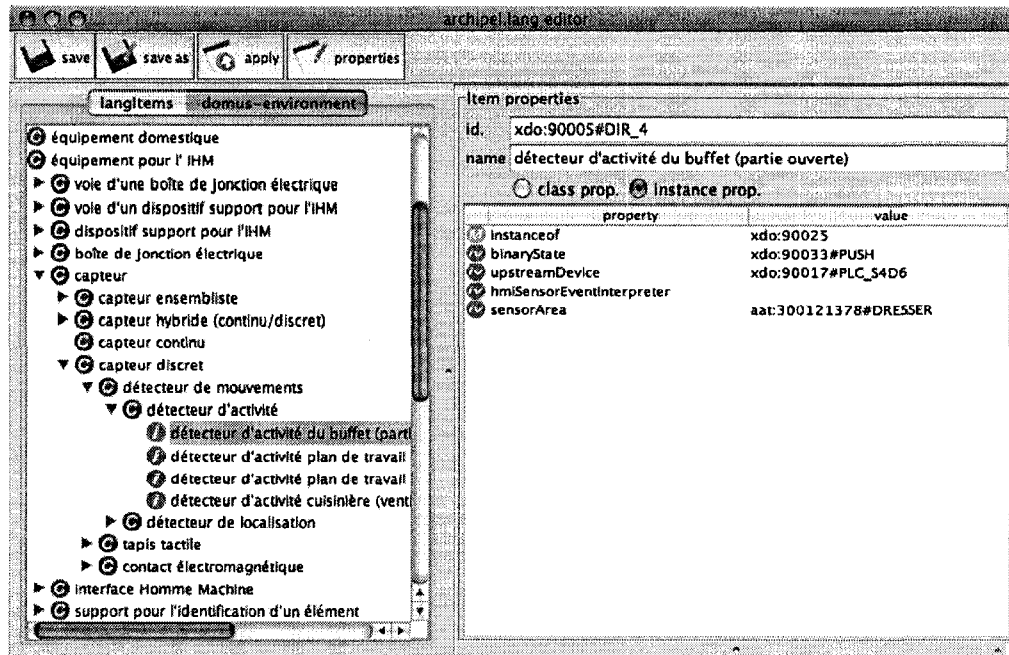 archipel.lang editor
save
save as
apply
properties
langItems
domus-environment
équipement domestique
équipement pour l' IHM
voie d'une boîte de Jonction électrique
voie d'un dispositif support pour l'IHM
dispositif support pour l'IHM
boîte de Jonction électrique
capteur
capteur ensembliste
capteur hybride (continu/discret)
capteur continu
capteur discret
détecteur de mouvements
détecteur d'activité
détecteur d'activité du buffet (parti
détecteur d'activité plan de travail
détecteur d'activité plan de travail
détecteur d'activité cuisinière (vent
détecteur de localisation
tapis tactile
contact électromagnétique
Interface Homme Machine
support pour l'identification d'un élément
Item properties
id. xdo:90005#DIR_4
name détecteur d'activité du buffet (partie ouverte)
class prop. instance prop.
property value
instanceof xdo:90025
binaryState xdo:90033#PUSH
upstreamDevice xdo:90017#PLC_S4D6
hmiSensorEventInterpreter
sensorArea aat:300121378#DRESSER